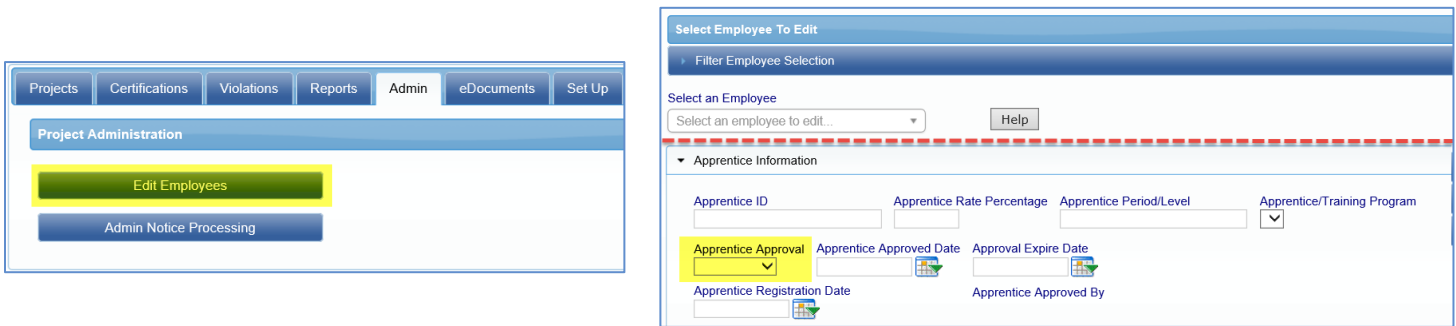 Projects Certifications Violations Reports Admin eDocuments Set Up
Project Administration
Edit Employees
Admin Notice Processing
Select Employee To Edit
Filter Employee Selection
Select an Employee
Select an employee to edit... Help
Apprentice Information
Apprentice ID Apprentice Rate Percentage Apprentice Period/Level Apprentice/Training Program
Apprentice Approval Apprentice Approved Date Approval Expire Date
Apprentice Registration Date Apprentice Approved By